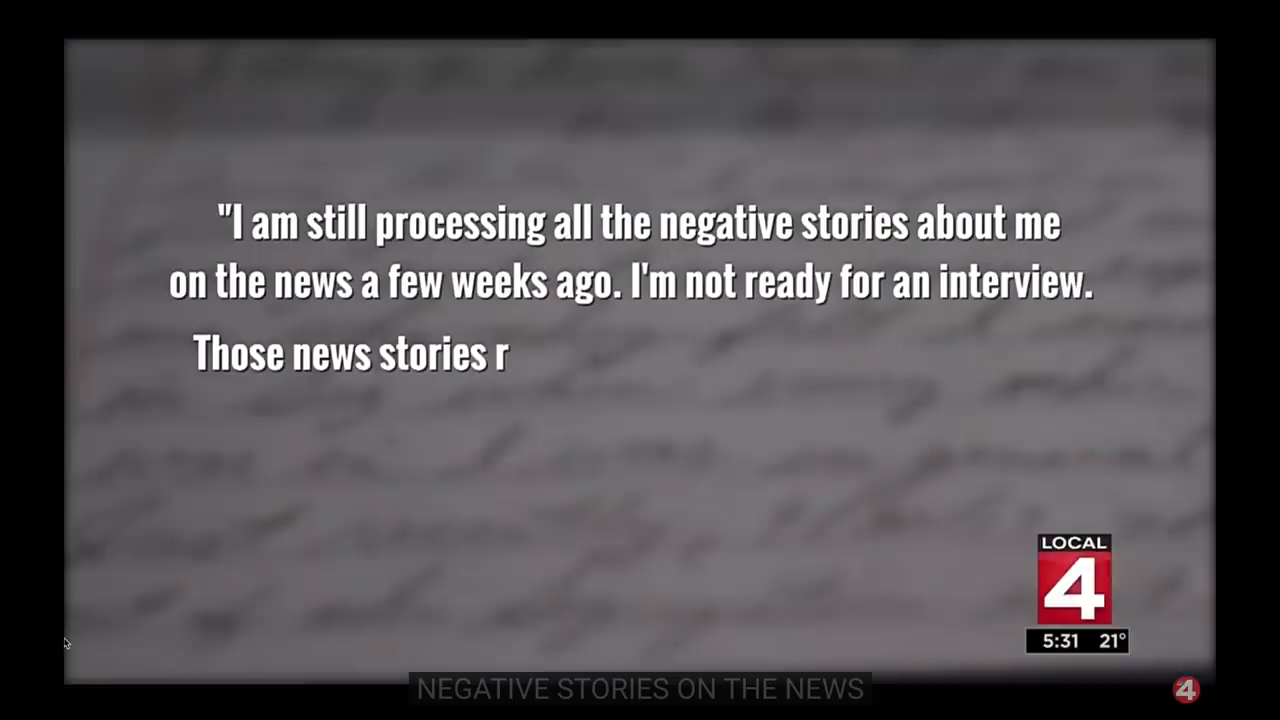 "I am still processing all the negative stories about me
on the news a few weeks ago. I'm not ready for an interview.
Those news stories r
LOCAL
4
5:31 21°
NEGATIVE STORIES ON THE NEWS
4